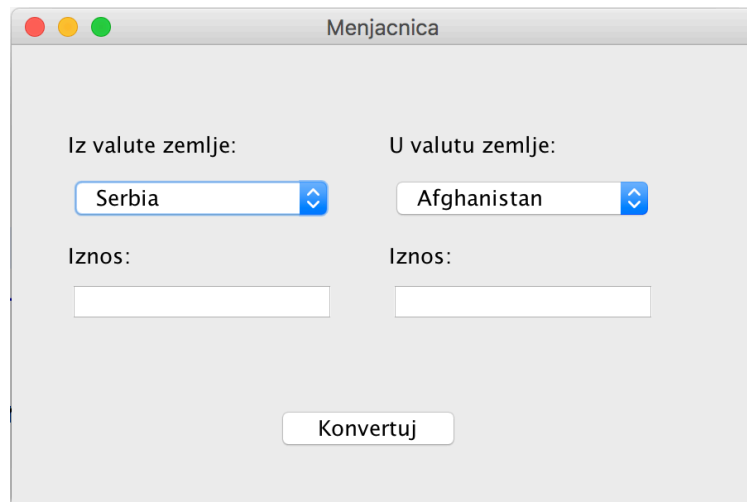 Menjacnica
Iz valute zemlje: U valutu zemlje:
Serbia Afghanistan
Iznos: Iznos:
Konvertuj